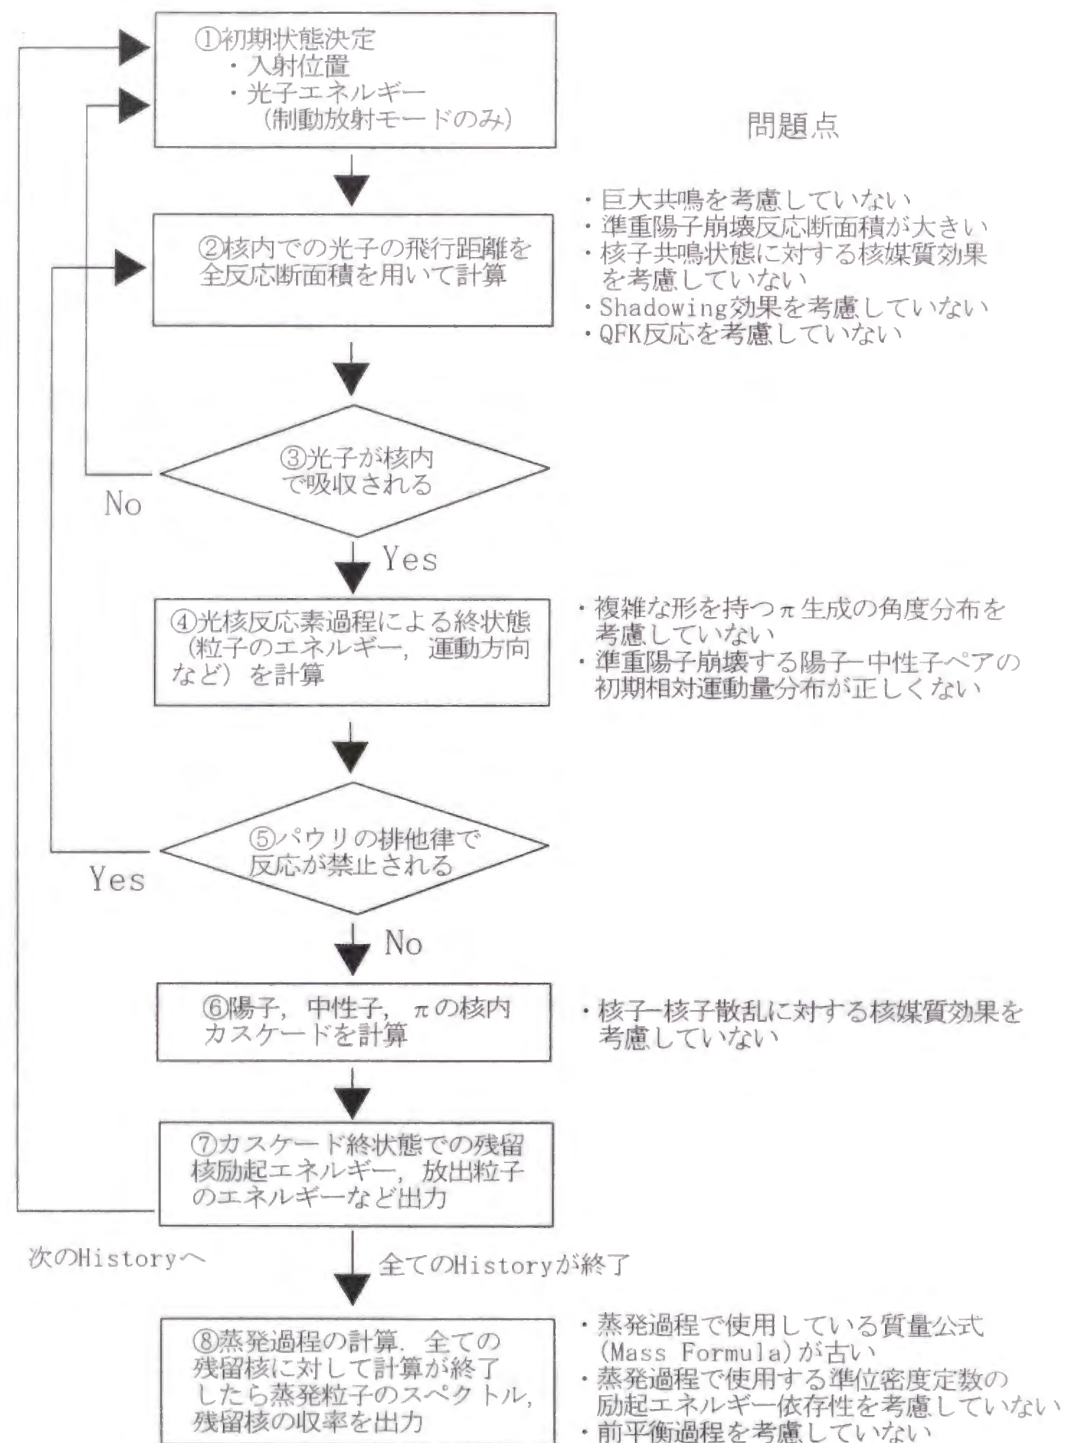 ①初期状態決定
・入射位置
・光子エネルギー
(制動放射モードのみ)
問題点
②核内での光子の飛行距離を
全反応断面積を用いて計算
・巨大共鳴を考慮していない
・準重陽子崩壊反応断面積が大きい
・核子共鳴状態に対する核媒質効果
を考慮していない
・Shadowing効果を考慮していない
・QFK反応を考慮していない
③光子が核内
で吸収される
No
Yes
④光核反応素過程による終状態
(粒子のエネルギー, 運動方向
など) を計算
・複雑な形を持つπ生成の角度分布を
考慮していない
・準重陽子崩壊する陽子-中性子ペアの
初期相対運動量分布が正しくない
⑤パウリの排他律で
反応が禁止される
Yes
No
⑥陽子, 中性子, πの核内
カスケードを計算
・核子-核子散乱に対する核媒質効果を
考慮していない
⑦カスケード終状態での残留
核励起エネルギー, 放出粒子
のエネルギーなど出力
次のHistoryへ
全てのHistoryが終了
⑧蒸発過程の計算. 全ての
残留核に対して計算が終了
したら蒸発粒子のスペクトル,
残留核の収率を出力
・蒸発過程で使用している質量公式
(Mass Formula)が古い
・蒸発過程で使用する準位密度定数の
励起エネルギー依存性を考慮していない
・前平衡過程を考慮していない